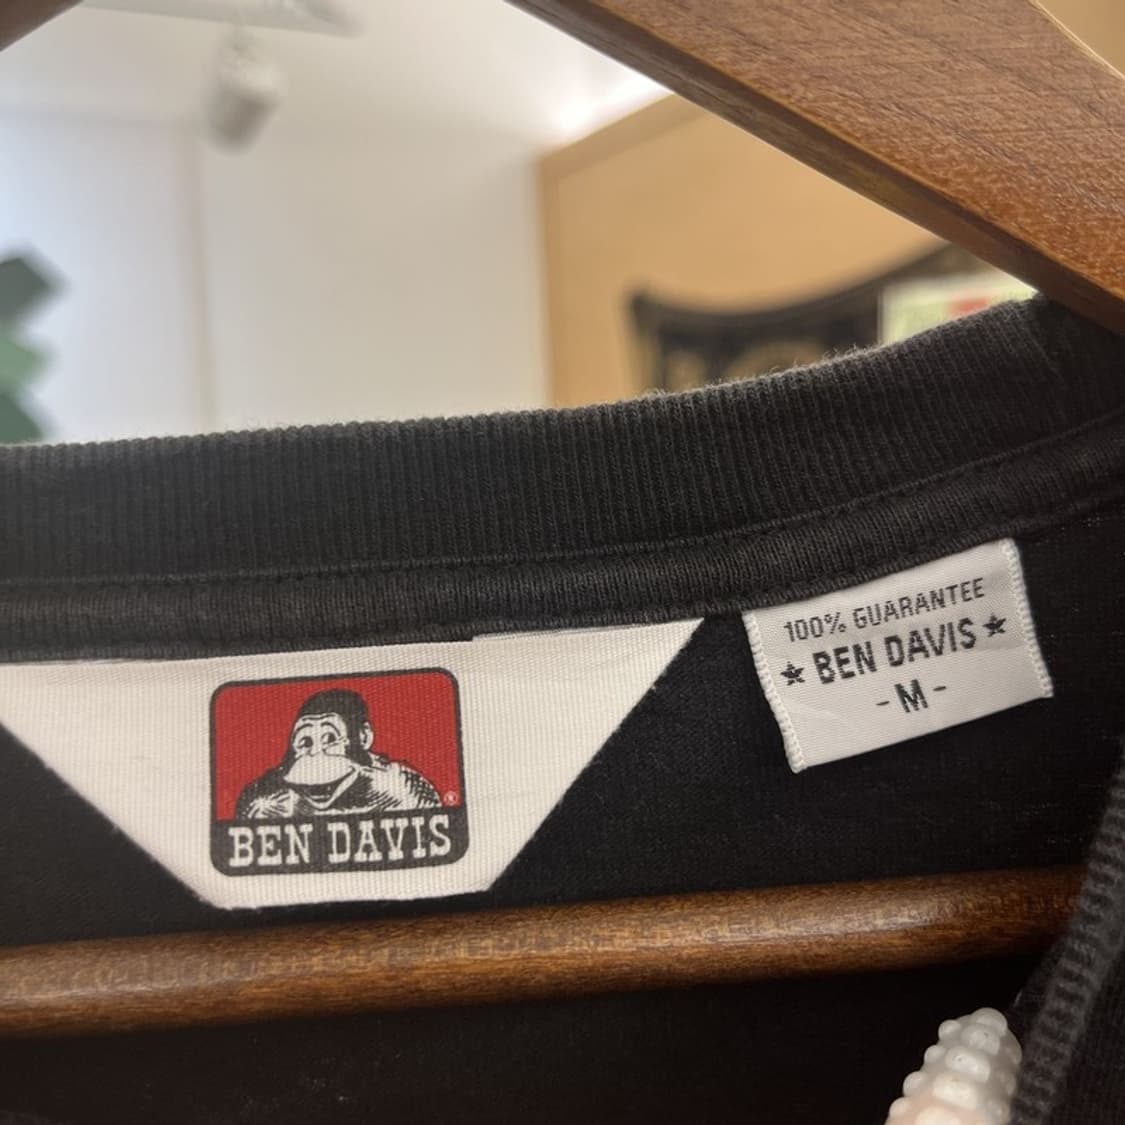 BEN DAVIS
®
100% GUARANTEE
★ BEN DAVIS ★
- M -